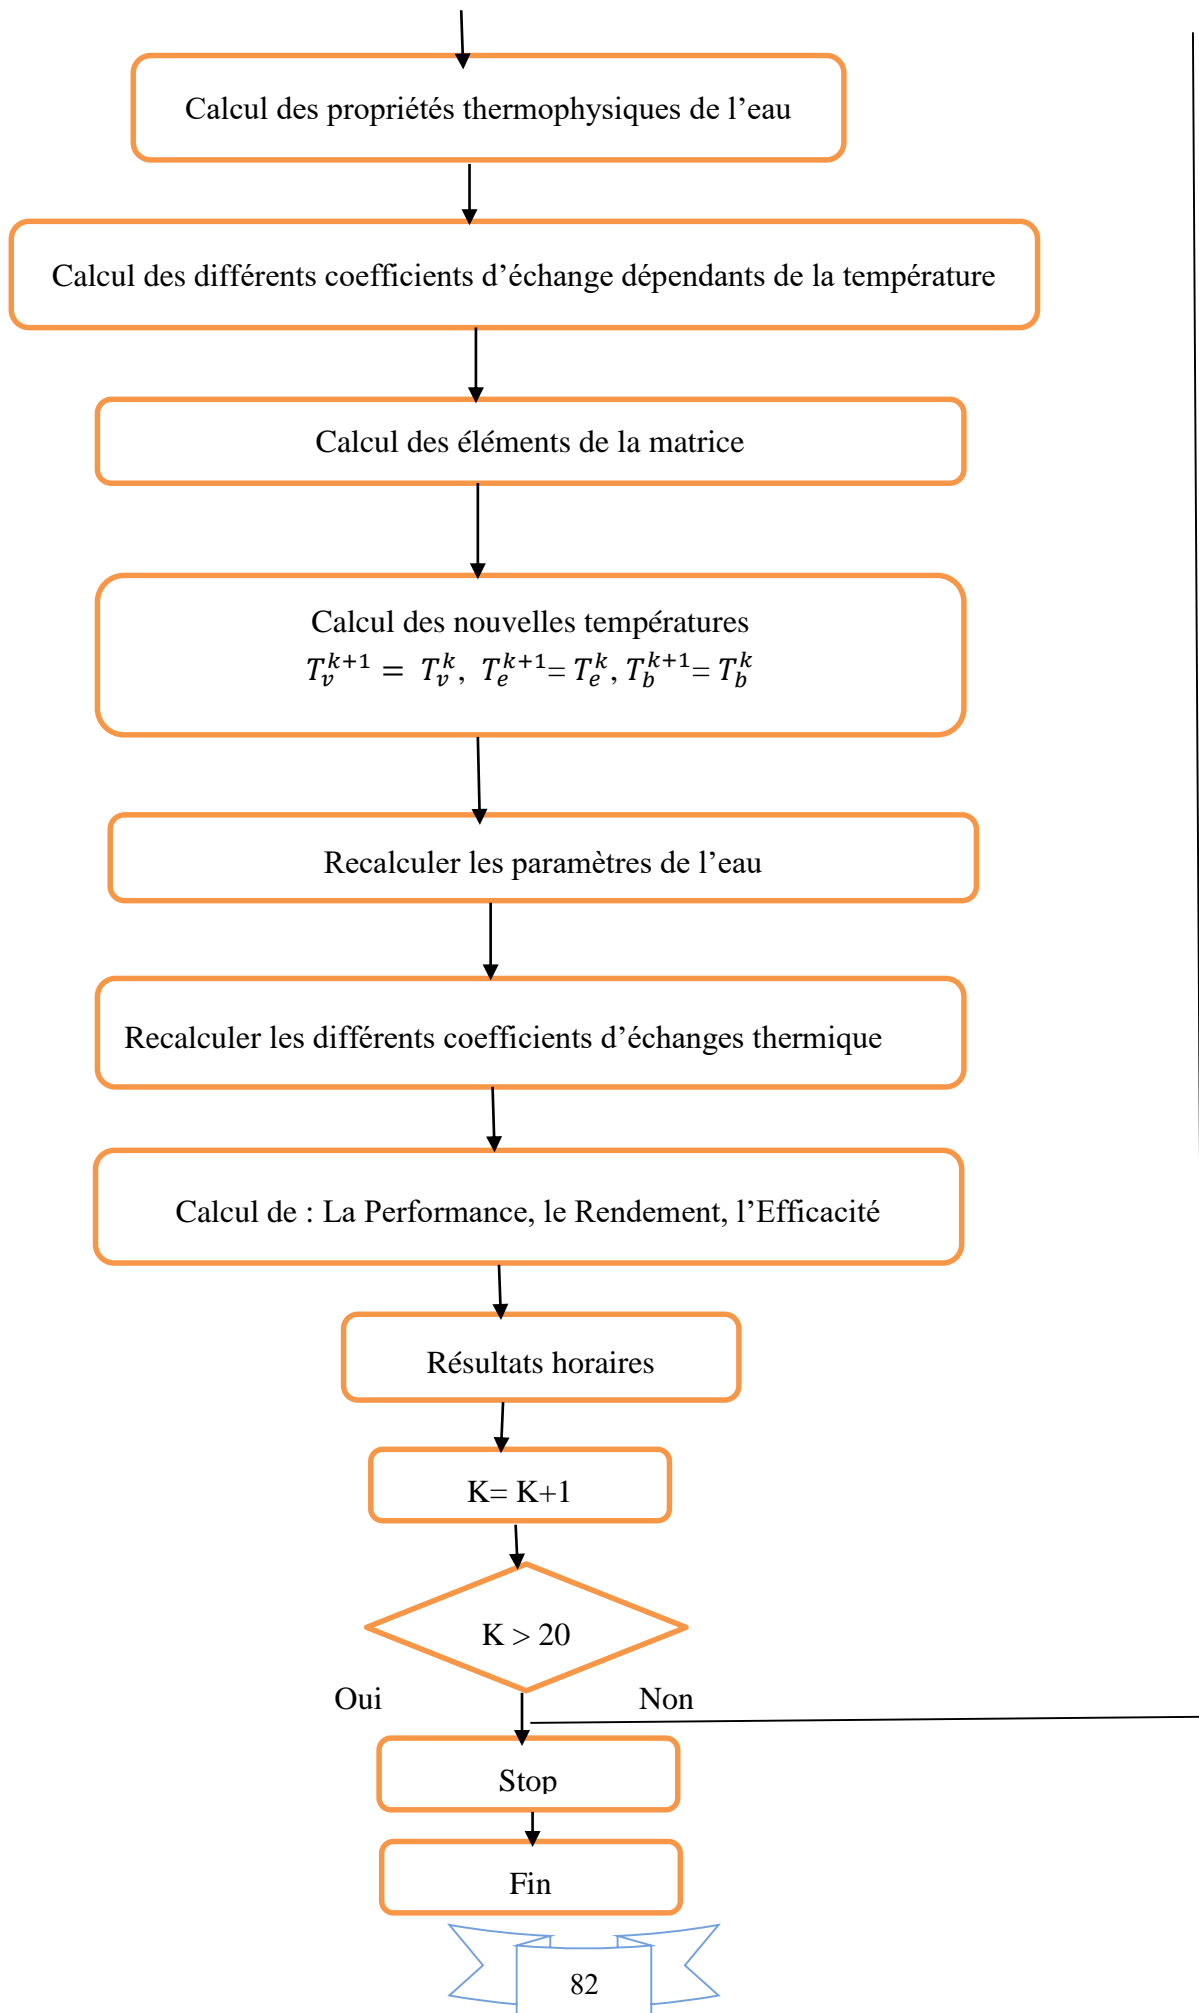 Calcul des propriétés thermophysiques de l’eau
Calcul des différents coefficients d’échange dépendants de la température
Calcul des éléments de la matrice
Calcul des nouvelles températures
$T_v^{k+1} = T_v^k$, $T_e^{k+1} = T_e^k$, $T_b^{k+1} = T_b^k$
Recalculer les paramètres de l’eau
Recalculer les différents coefficients d’échanges thermique
Calcul de : La Performance, le Rendement, l’Efficacité
Résultats horaires
K= K+1
K > 20
Oui Non
Stop
Fin
82